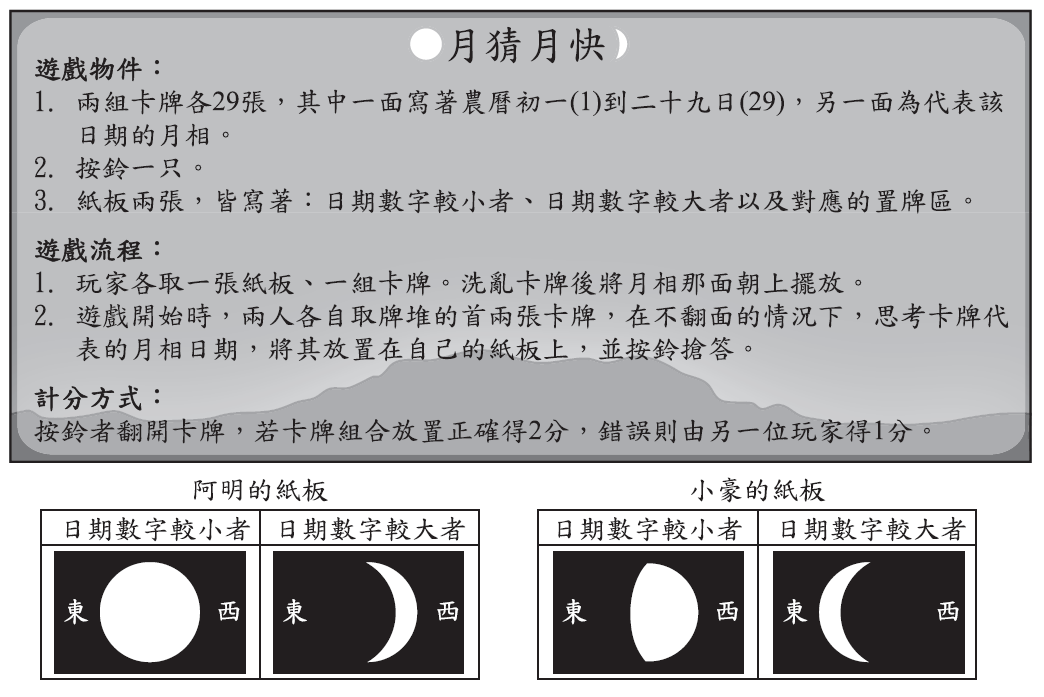 月猜月快
遊戲物件：
1. 兩組卡牌各29張，其中一面寫著農曆初一(1)到二十九日(29)，另一面為代表該
日期的月相。
2. 按鈴一只。
3. 紙板兩張，皆寫著：日期數字較小者、日期數字較大者以及對應的置牌區。
遊戲流程：
1. 玩家各取一張紙板、一組卡牌。洗亂卡牌後將月相那面朝上擺放。
2. 遊戲開始時，兩人各自取牌堆的首兩張卡牌，在不翻面的情況下，思考卡牌代
表的月相日期，將其放置在自己的紙板上，並按鈴搶答。
計分方式：
按鈴者翻開卡牌，若卡牌組合放置正確得2分，錯誤則由另一位玩家得1分。
阿明的紙板
日期數字較小者 日期數字較大者
東 西 東 西
小豪的紙板
日期數字較小者 日期數字較大者
東 西 東 西